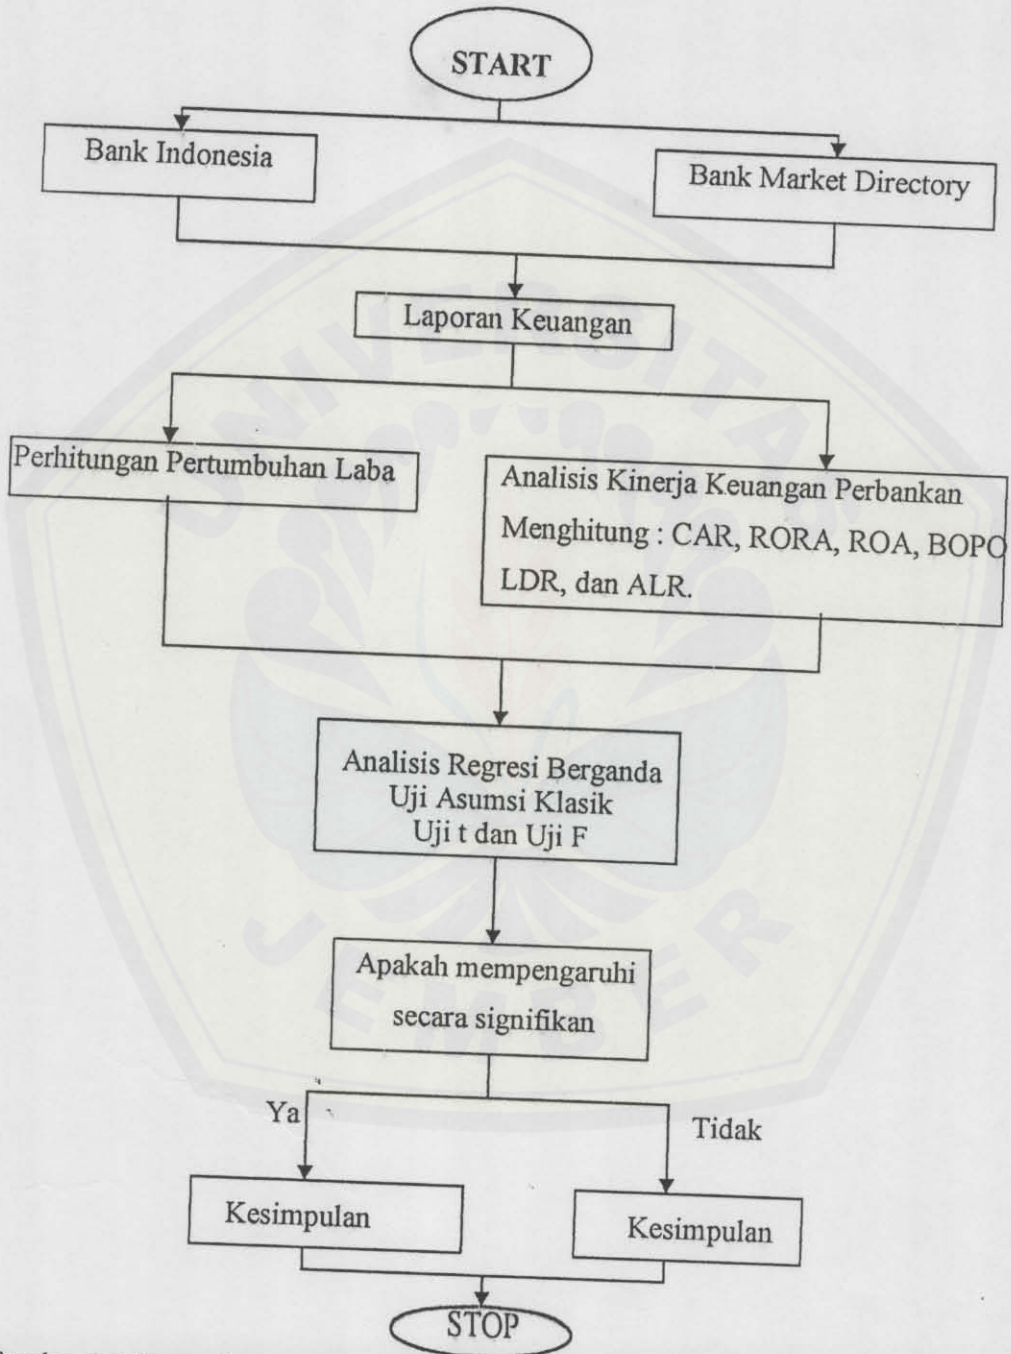 START
Bank Indonesia
Bank Market Directory
Laporan Keuangan
Perhitungan Pertumbuhan Laba
Analisis Kinerja Keuangan Perbankan
Menghitung : CAR, RORA, ROA, BOPO
LDR, dan ALR.
Analisis Regresi Berganda
Uji Asumsi Klasik
Uji t dan Uji F
Apakah mempengaruhi
secara signifikan
Ya
Tidak
Kesimpulan
Kesimpulan
STOP
UNIVERSITAS
JEMBER